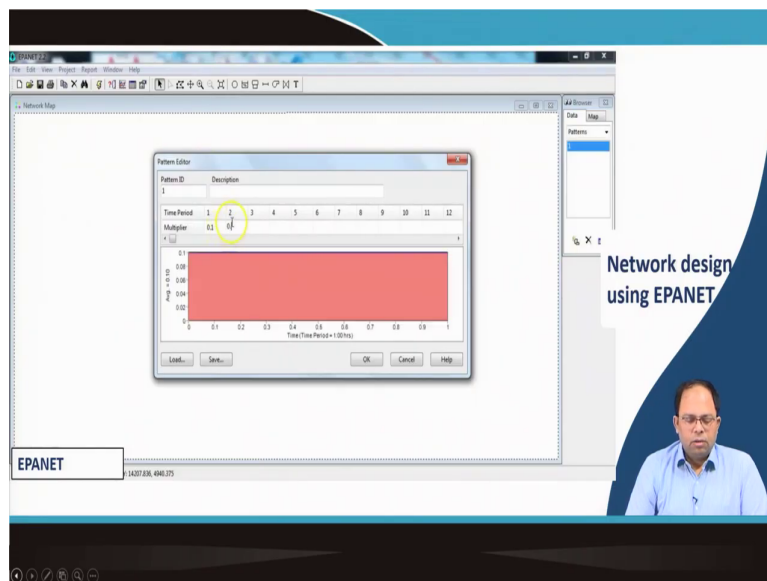 EPANET 2.2
File Edit View Project Report Window Help
Network Map
Browser
Data Map
Patterns
1
Pattern Editor
Pattern ID Description
1
Time Period 1 2 3 4 5 6 7 8 9 10 11 12
Multiplier 0.1 0.
Avg. = 0.10
0.1
0.08
0.06
0.04
0.02
0
0 0.1 0.2 0.3 0.4 0.5 0.6 0.7 0.8 0.9 1
Time (Time Period = 1:00 hrs)
Load... Save... OK Cancel Help
Network design
using EPANET
EPANET
Y: 14207.836, 4940.375